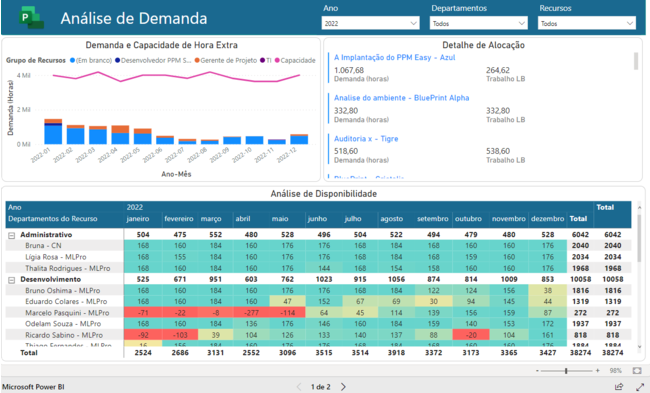 Análise de Demanda
Ano
2022
Departamentos
Todos
Recursos
Todos
Demanda e Capacidade de Hora Extra
Grupo de Recursos (Em branco) Desenvolvedor PPM S... Gerente de Projeto TI Capacidade
Demanda (Horas)
4 Mil
2 Mil
0 Mil
2022-01 2022-02 2022-03 2022-04 2022-05 2022-06 2022-07 2022-08 2022-09 2022-10 2022-11 2022-12
Ano-Mês
Detalhe de Alocação
A Implantação do PPM Easy - Azul
1.067,68 264,62
Demanda (horas) Trabalho LB
Analise do ambiente - BluePrint Alpha
332,80 332,80
Demanda (horas) Trabalho LB
Auditoria x - Tigre
518,60 538,60
Demanda (horas) Trabalho LB
Análise de Disponibilidade
Ano 2022 Total
Departamentos do Recurso janeiro fevereiro março abril maio junho julho agosto setembro outubro novembro dezembro Total
Administrativo 504 475 552 480 528 496 504 522 494 479 480 528 6042 6042
Bruna - CN 168 160 184 160 176 176 168 184 168 160 160 176 2040 2040
Lígia Rosa - MLPro 168 155 184 160 176 176 168 184 168 159 160 176 2034 2034
Thalita Rodrigues - MLPro 168 160 184 160 176 144 168 154 158 160 160 176 1968 1968
Desenvolvimento 525 671 951 603 762 1023 915 1056 874 814 1009 853 10058 10058
Bruno Oshima - MLPro 168 160 184 160 176 176 168 184 122 124 156 38 1816 1816
Eduardo Colares - MLPro 168 160 184 160 47 152 67 69 30 94 145 44 1319 1319
Marcelo Pasquini - MLPro -71 -22 -8 -277 -114 64 45 114 139 156 159 87 272 272
Odelam Souza - MLPro 168 160 184 136 176 146 160 184 159 140 153 172 1937 1937
Ricardo Sabino - MLPro -92 -103 39 104 126 133 140 137 88 -20 104 161 818 818
Total 2524 2686 3131 2552 3096 3515 3514 3918 3372 3173 3365 3427 38274 38274
- + 98%
Microsoft Power BI
1 de 2